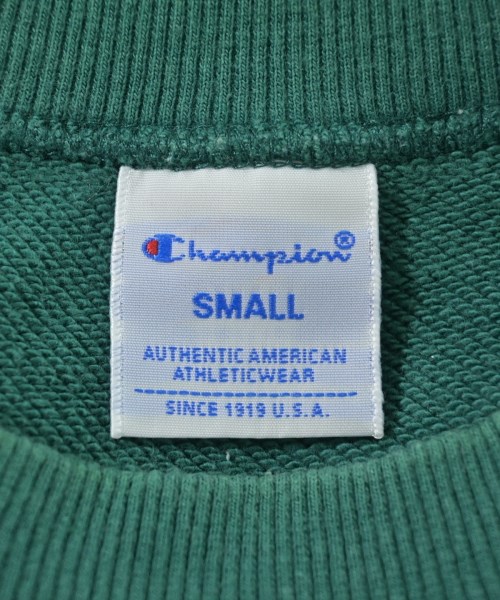 Champion®
SMALL
AUTHENTIC AMERICAN
ATHLETICWEAR
SINCE 1919 U.S.A.